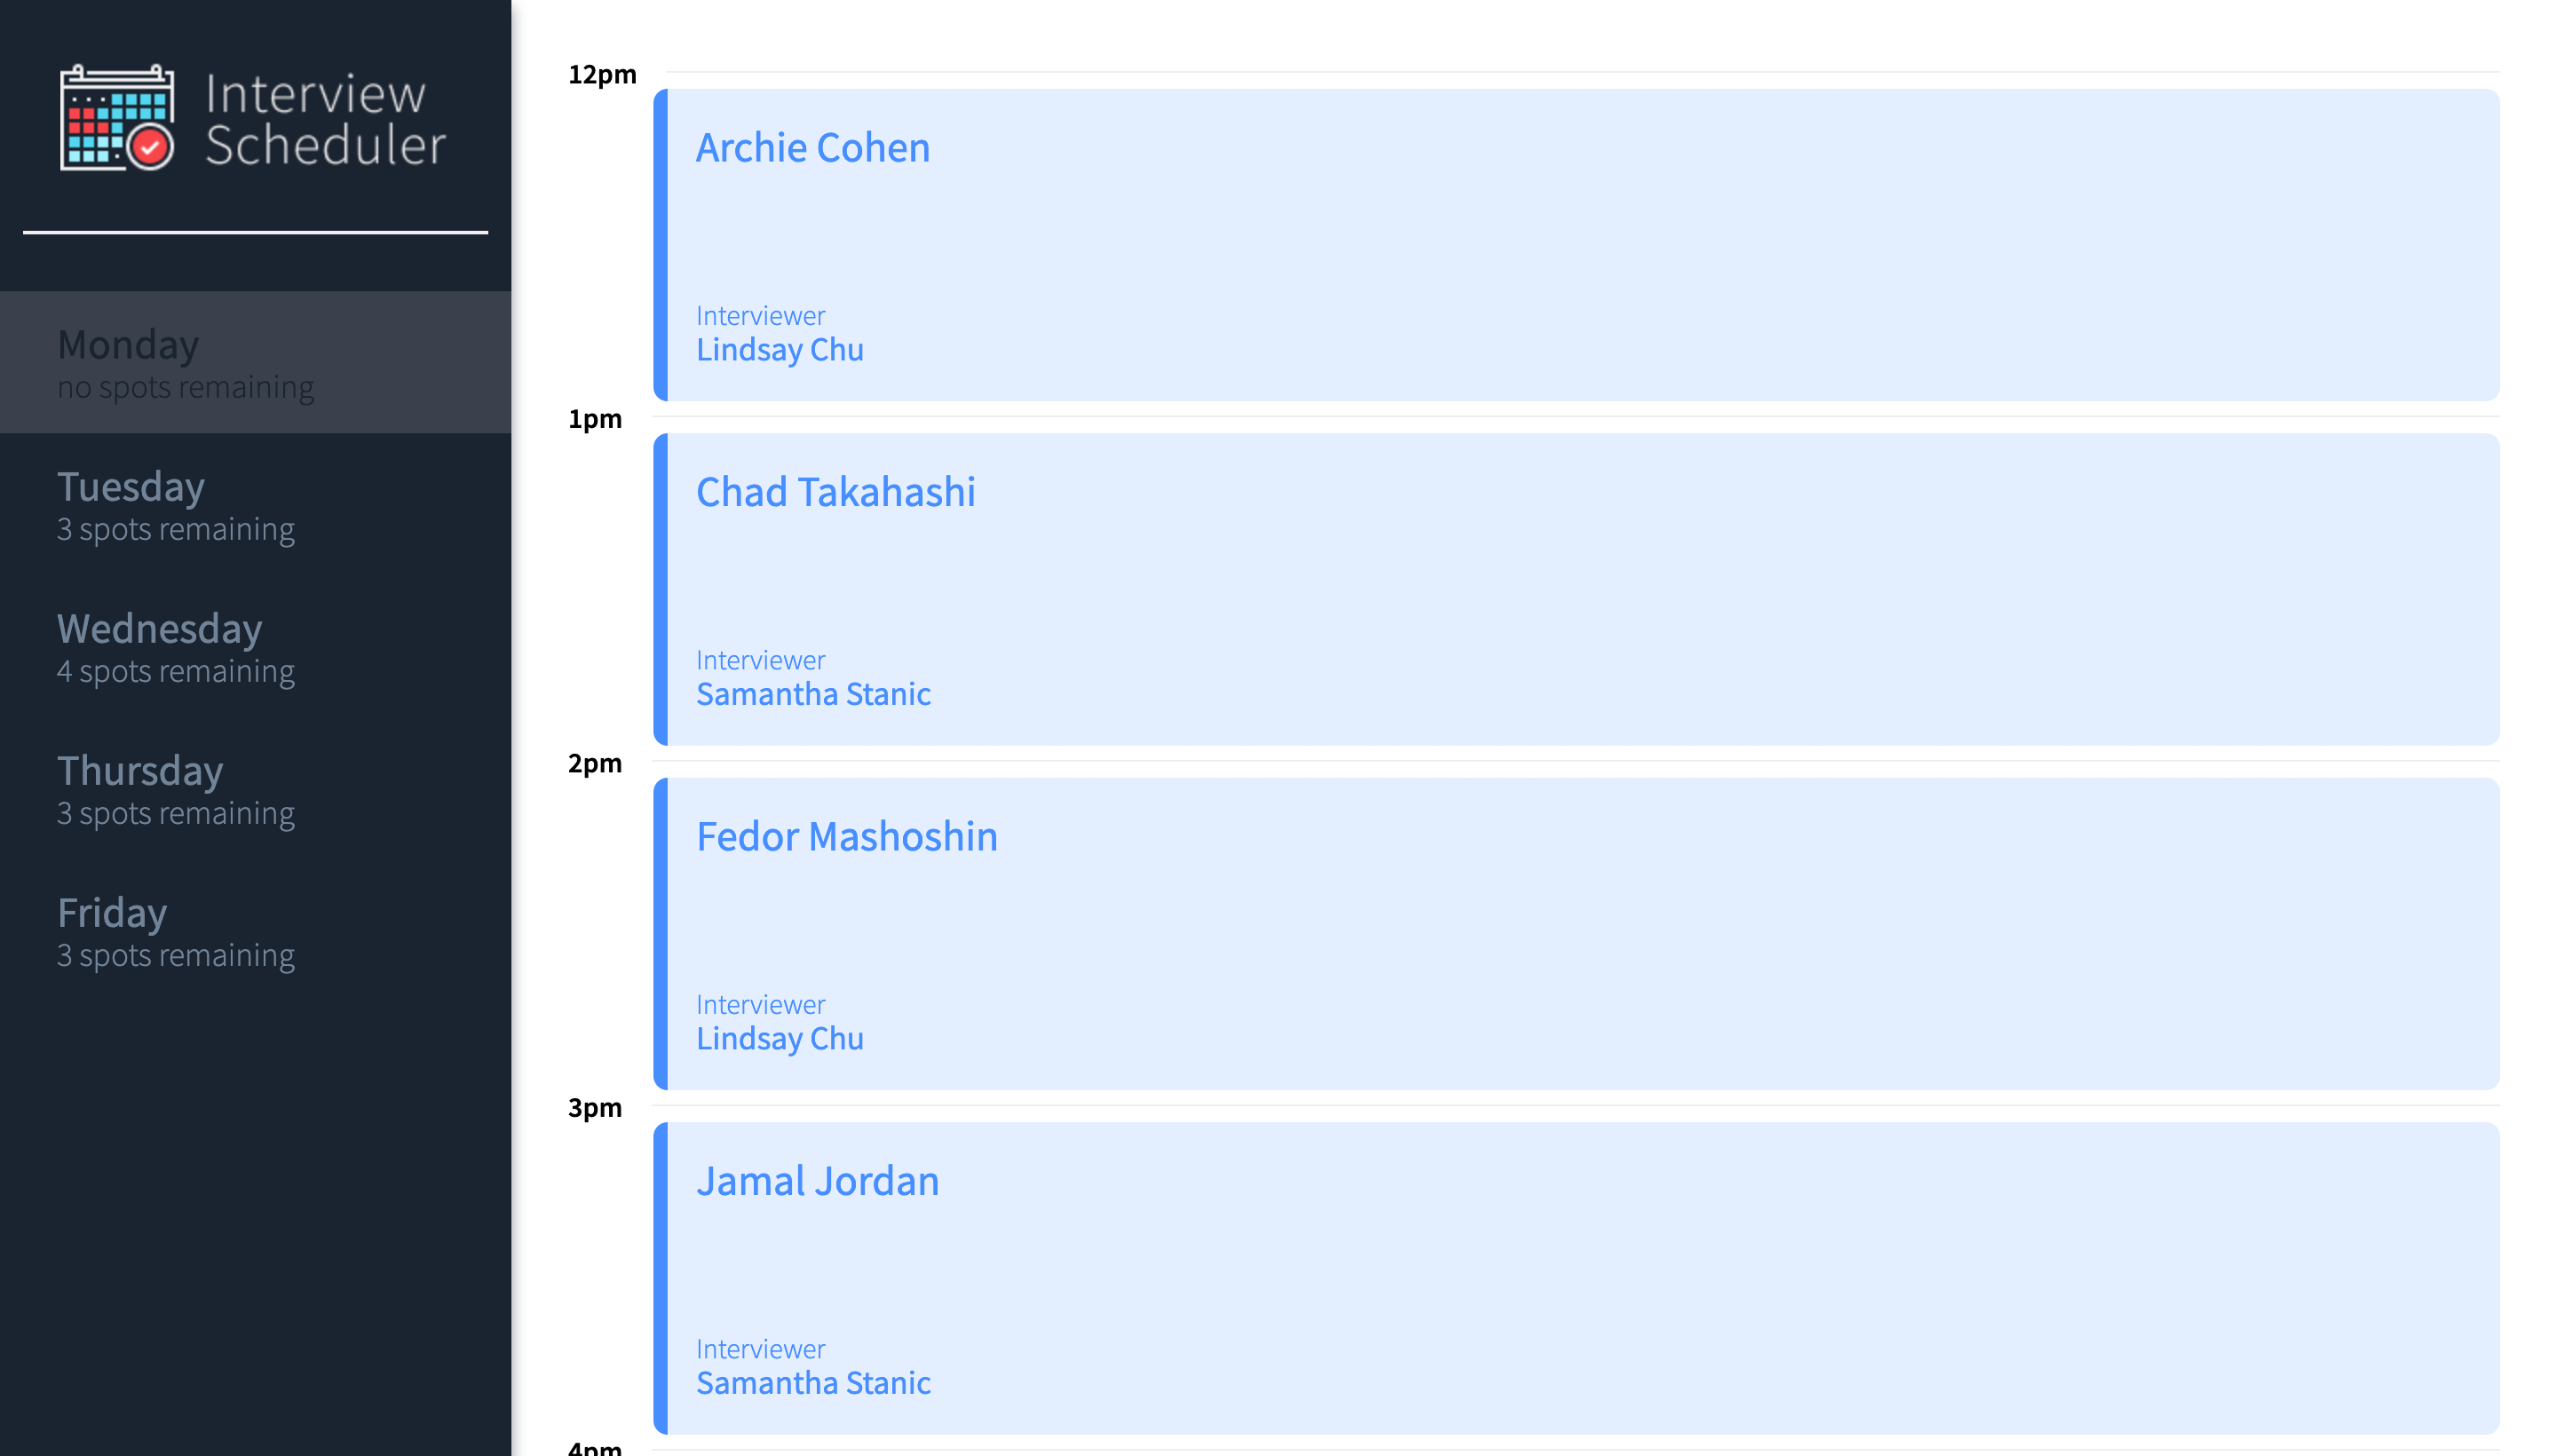 Interview
Scheduler
Monday
no spots remaining
Tuesday
3 spots remaining
Wednesday
4 spots remaining
Thursday
3 spots remaining
Friday
3 spots remaining
12pm
Archie Cohen
Interviewer
Lindsay Chu
1pm
Chad Takahashi
Interviewer
Samantha Stanic
2pm
Fedor Mashoshin
Interviewer
Lindsay Chu
3pm
Jamal Jordan
Interviewer
Samantha Stanic
4pm